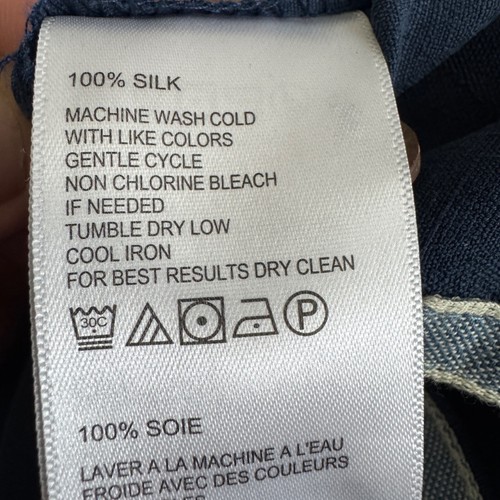 100% SILK
MACHINE WASH COLD
WITH LIKE COLORS
GENTLE CYCLE
NON CHLORINE BLEACH
IF NEEDED
TUMBLE DRY LOW
COOL IRON
FOR BEST RESULTS DRY CLEAN
30C P
100% SOIE
LAVER A LA MACHINE A L'EAU
FROIDE AVEC DES COULEURS